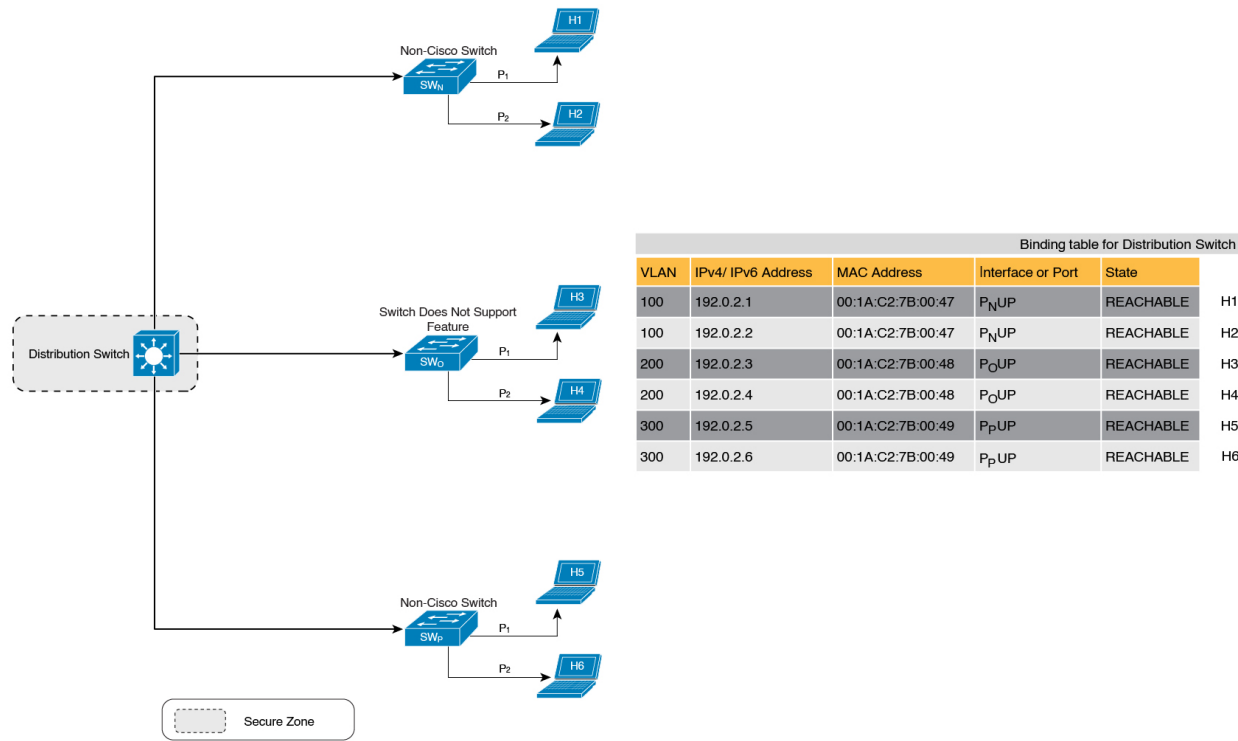 H1
Non-Cisco Switch
P1
SWN
H2
P2
Binding table for Distribution Switch
VLAN IPv4/ IPv6 Address MAC Address Interface or Port State
100 192.0.2.1 00:1A:C2:7B:00:47 PNUP REACHABLE H1
100 192.0.2.2 00:1A:C2:7B:00:47 PNUP REACHABLE H2
200 192.0.2.3 00:1A:C2:7B:00:48 POUP REACHABLE H3
200 192.0.2.4 00:1A:C2:7B:00:48 POUP REACHABLE H4
300 192.0.2.5 00:1A:C2:7B:00:49 PPUP REACHABLE H5
300 192.0.2.6 00:1A:C2:7B:00:49 PPUP REACHABLE H6
H3
Switch Does Not Support
Feature
P1
Distribution Switch
SWO
H4
P2
H5
Non-Cisco Switch
P1
SWP
H6
P2
Secure Zone